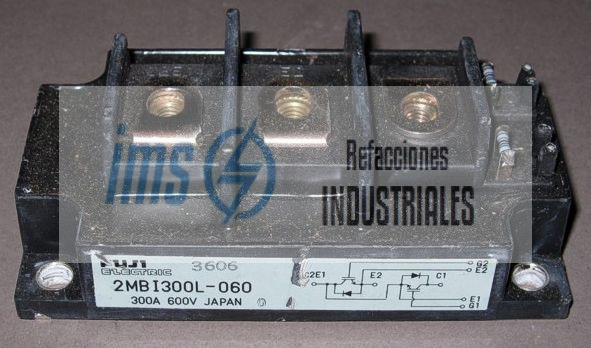 ims
Refacciones
INDUSTRIALES
FUJI
ELECTRIC
3606
2MBI300L-060
300A 600V JAPAN
C2E1
E2
C1
G2
E2
E1
G1